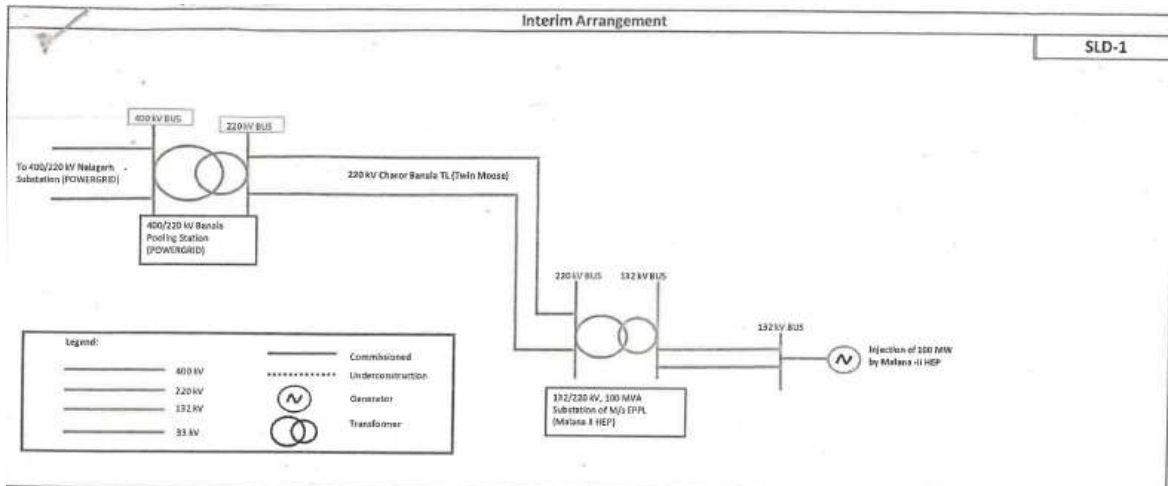 Interim Arrangement
SLD-1
400 kV BUS
220 kV BUS
To 400/220 kV Nalagarh
Substation (POWERGRID)
220 kV Charor Banala TL (Twin Moose)
400/220 kV Banala
Pooling Station
(POWERGRID)
220 kV BUS
132 kV BUS
132 kV BUS
Injection of 100 MW
by Malana -II HEP
132/220 kV, 100 MVA
Substation of M/s EPPL
(Malana II HEP)
Legend:
400 kV
220 kV
132 kV
33 kV
Commissioned
Underconstruction
Generator
Transformer